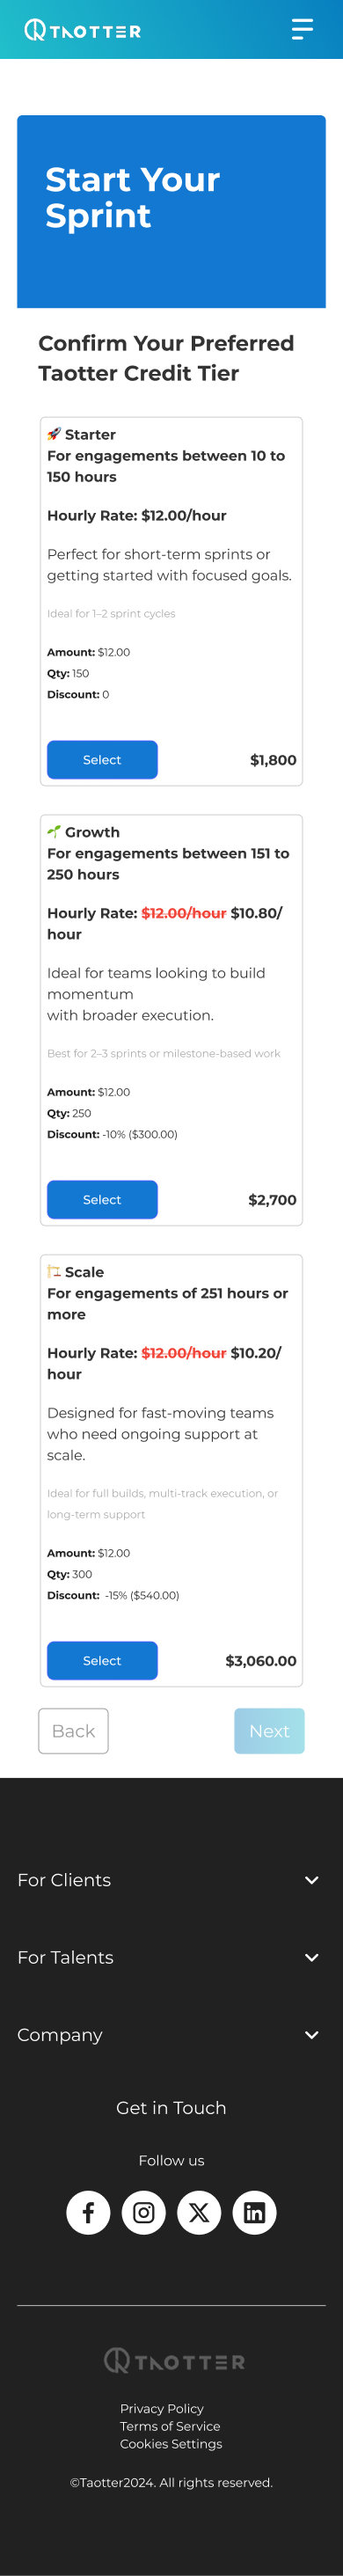 TAOTTER
Start Your
Sprint
Confirm Your Preferred
Taotter Credit Tier
🚀 Starter
For engagements between 10 to
150 hours
Hourly Rate: $12.00/hour
Perfect for short-term sprints or
getting started with focused goals.
Ideal for 1–2 sprint cycles
Amount: $12.00
Qty: 150
Discount: 0
Select
$1,800
🌱 Growth
For engagements between 151 to
250 hours
Hourly Rate: $12.00/hour $10.80/
hour
Ideal for teams looking to build
momentum
with broader execution.
Best for 2–3 sprints or milestone-based work
Amount: $12.00
Qty: 250
Discount: -10% ($300.00)
Select
$2,700
🏗️ Scale
For engagements of 251 hours or
more
Hourly Rate: $12.00/hour $10.20/
hour
Designed for fast-moving teams
who need ongoing support at
scale.
Ideal for full builds, multi-track execution, or
long-term support
Amount: $12.00
Qty: 300
Discount: -15% ($540.00)
Select
$3,060.00
Back
Next
For Clients
For Talents
Company
Get in Touch
Follow us
TAOTTER
Privacy Policy
Terms of Service
Cookies Settings
©Taotter2024. All rights reserved.